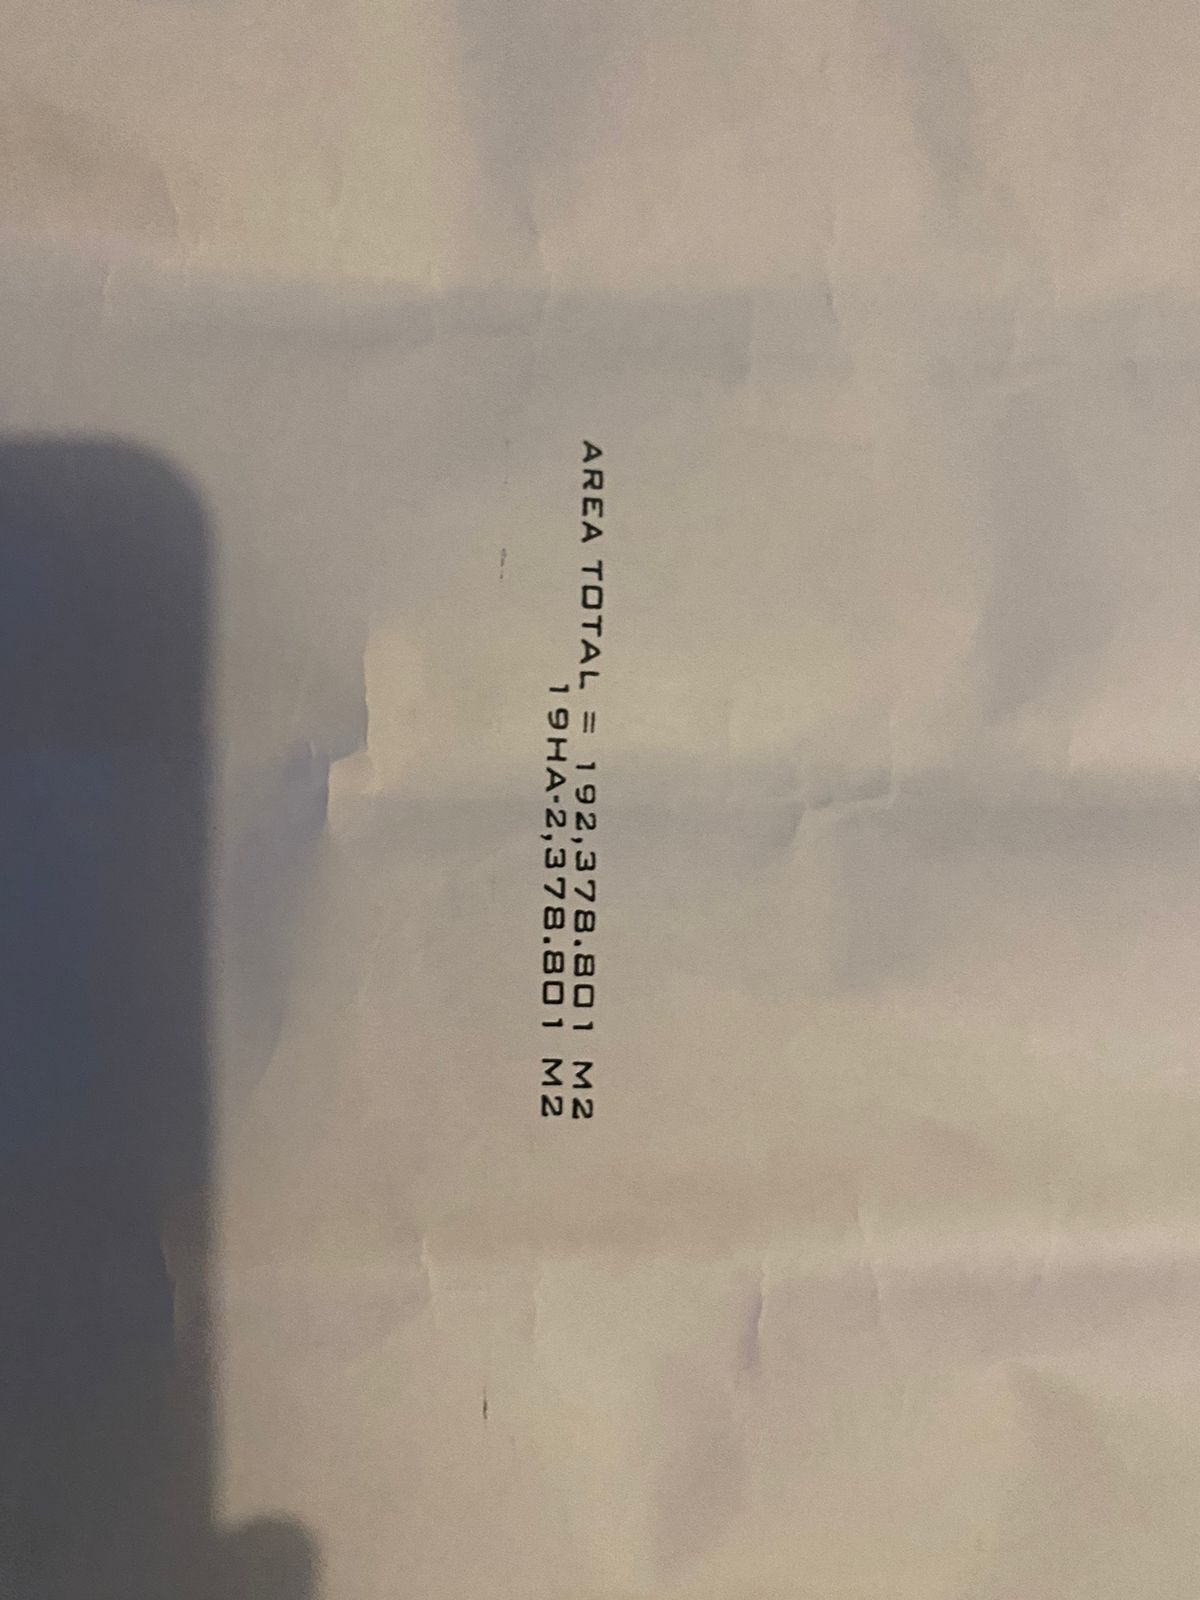 AREA TOTAL = 192,378.801 M2
19HA-2,378.801 M2